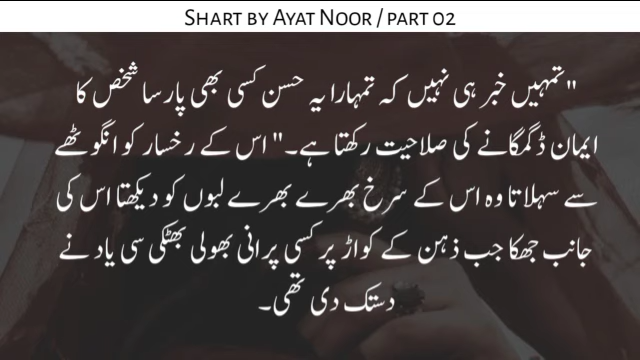 Shart by Ayat Noor / part 02
"تمہیں خبر ہی نہیں کہ تمہارا یہ حسن کسی بھی پارسا شخص کا
ایمان ڈگمگانے کی صلاحیت رکھتا ہے۔" اس کے رخسار کو انگوٹھے
سے سہلاتا وہ اس کے سرخ بھرے بھرے لبوں کو دیکھتا اس کی
جانب جھکا جب ذہن کے کواڑ پر کسی پرانی بھولی بھٹکی سی یاد نے
دستک دی تھی۔